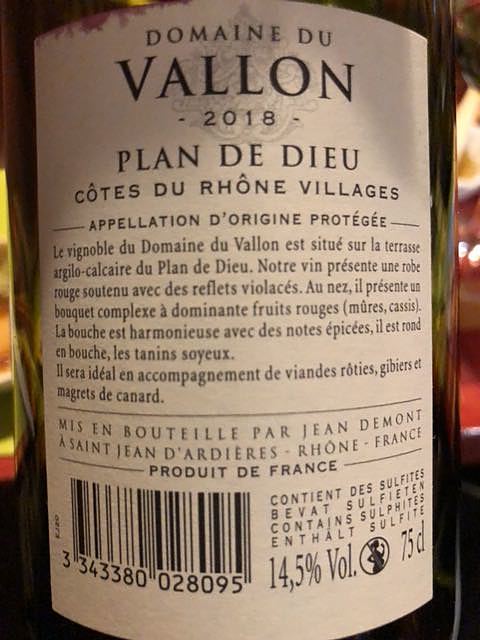 DOMAINE DU
VALLON
- 2018 -
PLAN DE DIEU
CÔTES DU RHÔNE VILLAGES
APPELLATION D'ORIGINE PROTÉGÉE
Le vignoble du Domaine du Vallon est situé sur la terrasse
argilo-calcaire du Plan de Dieu. Notre vin présente une robe
rouge soutenu avec des reflets violacés. Au nez, il présente un
bouquet complexe à dominante fruits rouges (mûres, cassis).
La bouche est harmonieuse avec des notes épicées, il est rond
en bouche, les tanins soyeux.
Il sera idéal en accompagnement de viandes rôties, gibiers et
magrets de canard.
MIS EN BOUTEILLE PAR JEAN DEMONT
À SAINT JEAN D'ARDIÈRES - RHÔNE - FRANCE
PRODUIT DE FRANCE
CONTIENT DES SULFITES
BEVAT SULFIETEN
CONTAINS SULPHITES
ENTHÄLT SULFITE
3 343380 028095
14,5% Vol.
75 cl